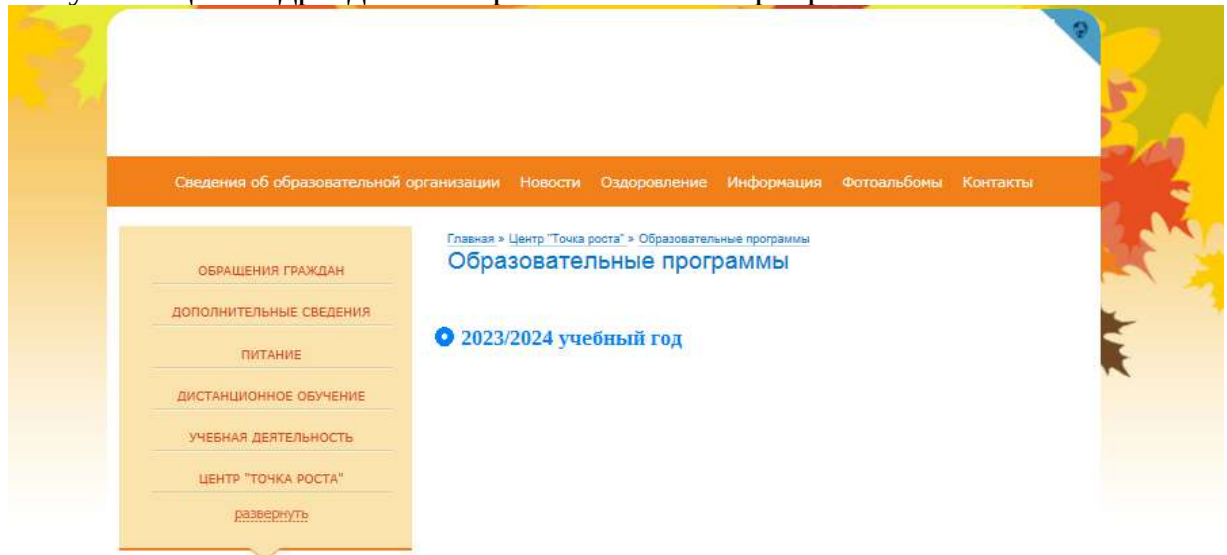 Сведения об образовательной организации Новости Оздоровление Информация Фотоальбомы Контакты
Главная » Центр "Точка роста" » Образовательные программы
Образовательные программы
2023/2024 учебный год
ОБРАЩЕНИЯ ГРАЖДАН
ДОПОЛНИТЕЛЬНЫЕ СВЕДЕНИЯ
ПИТАНИЕ
ДИСТАНЦИОННОЕ ОБУЧЕНИЕ
УЧЕБНАЯ ДЕЯТЕЛЬНОСТЬ
ЦЕНТР "ТОЧКА РОСТА"
развернуть